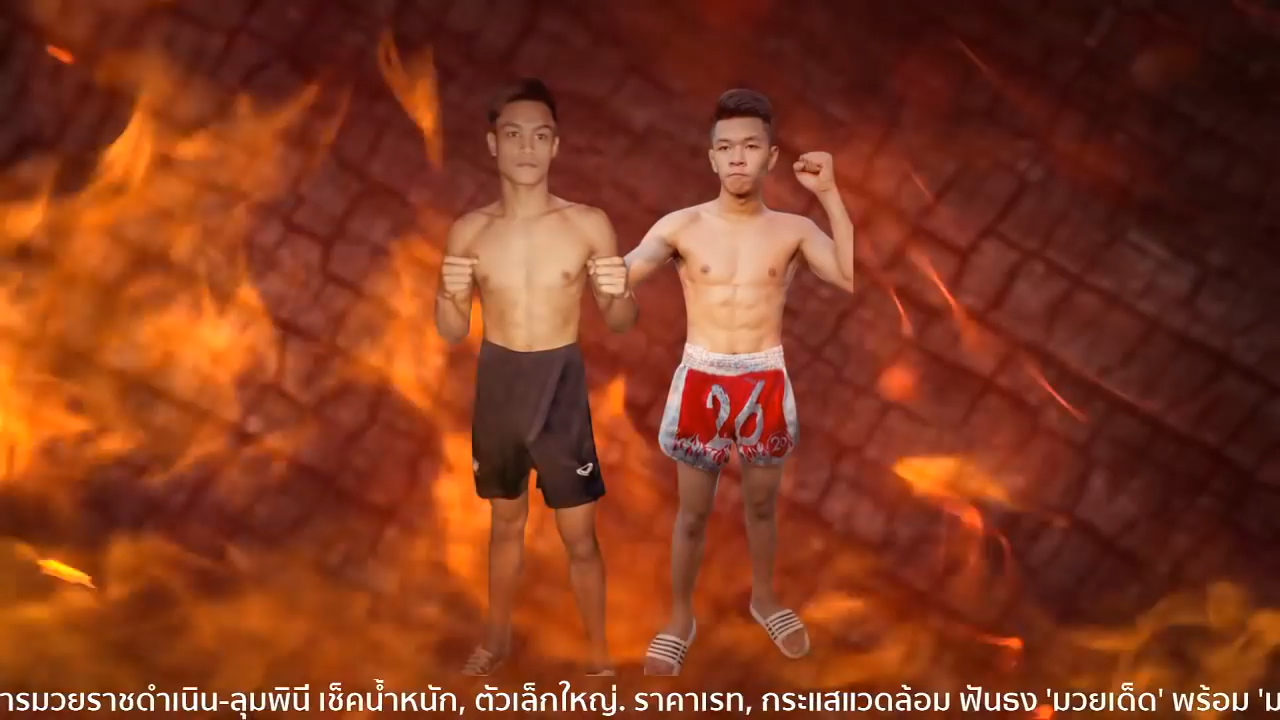 26
20
ารมวยราชดำเนิน-ลุมพินี เช็คน้ำหนัก, ตัวเล็กใหญ่. ราคาเรท, กระแสแวดล้อม ฟันธง 'มวยเด็ด' พร้อม 'ม